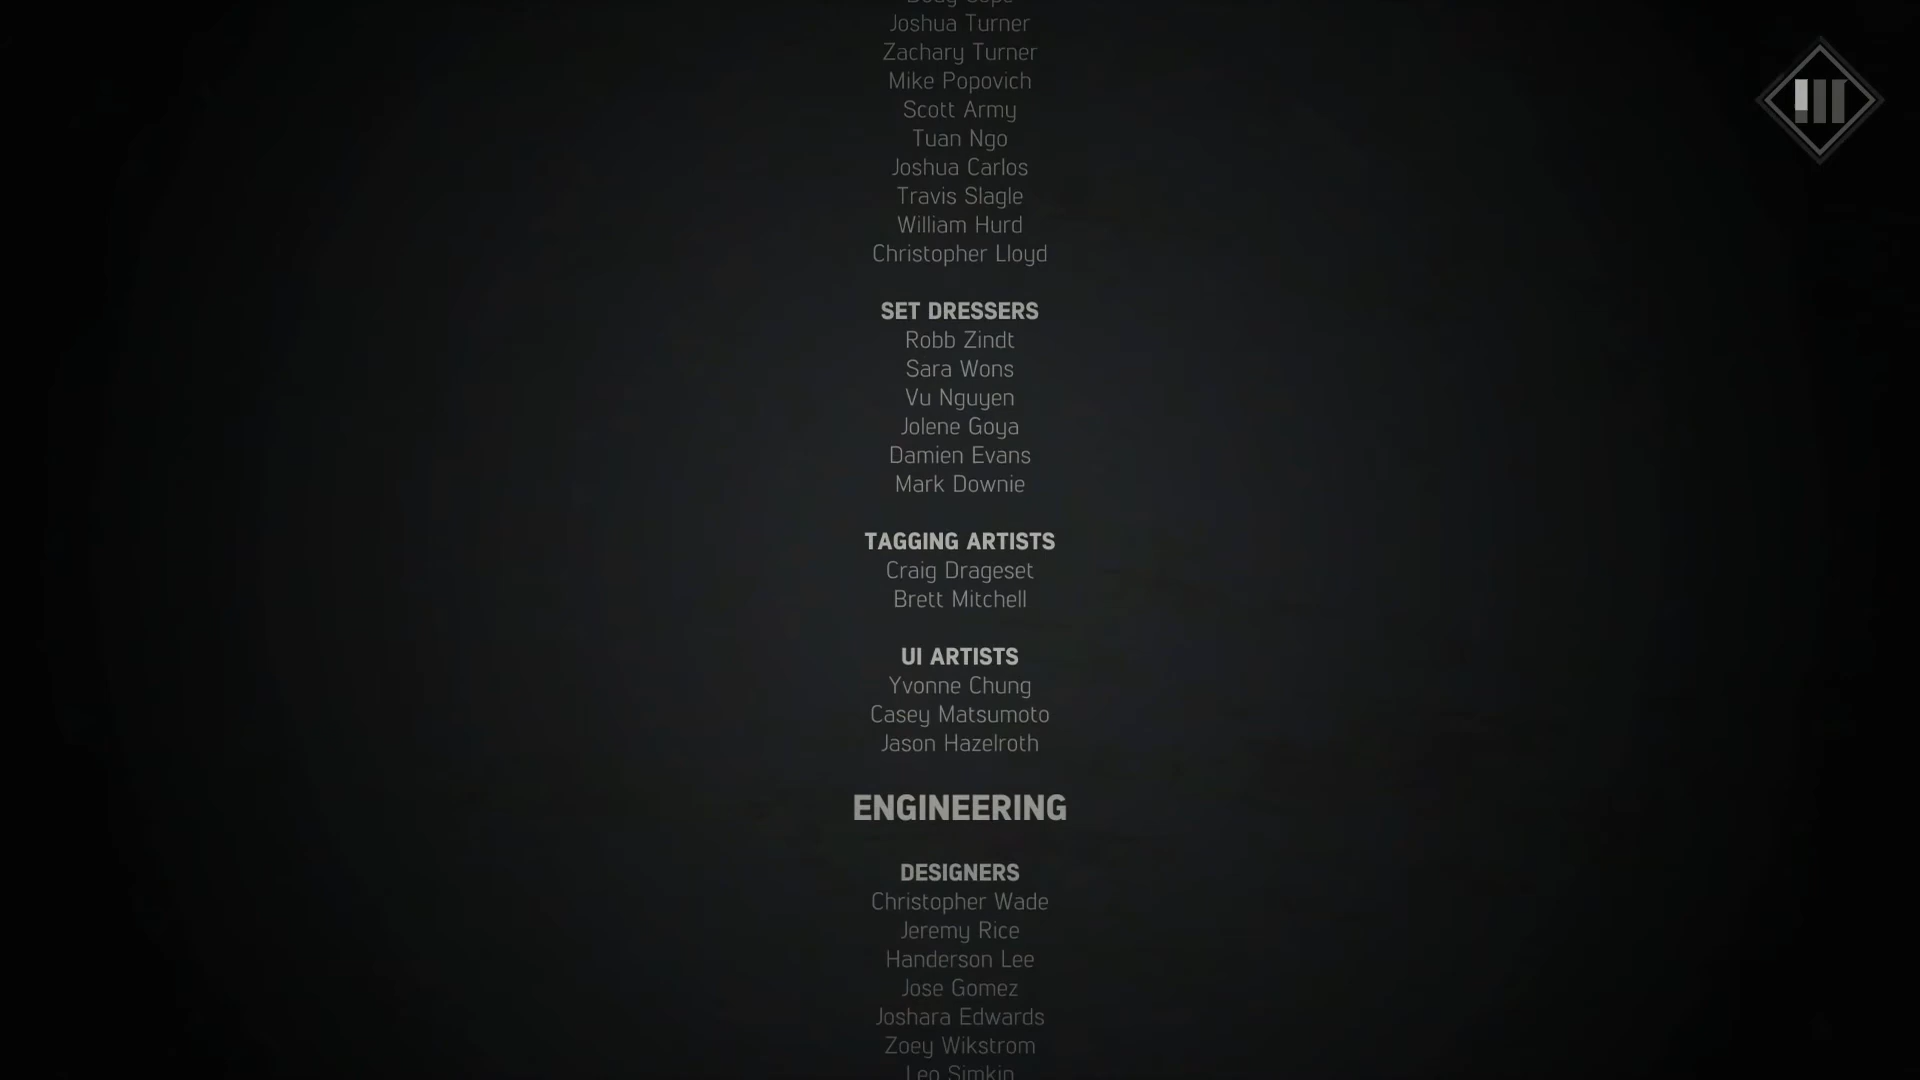 Joshua Turner
Zachary Turner
Mike Popovich
Scott Army
Tuan Ngo
Joshua Carlos
Travis Slagle
William Hurd
Christopher Lloyd
SET DRESSERS
Robb Zindt
Sara Wons
Vu Nguyen
Jolene Goya
Damien Evans
Mark Downie
TAGGING ARTISTS
Craig Drageset
Brett Mitchell
UI ARTISTS
Yvonne Chung
Casey Matsumoto
Jason Hazelroth
ENGINEERING
DESIGNERS
Christopher Wade
Jeremy Rice
Handerson Lee
Jose Gomez
Joshara Edwards
Zoey Wikstrom
Leo Simkin